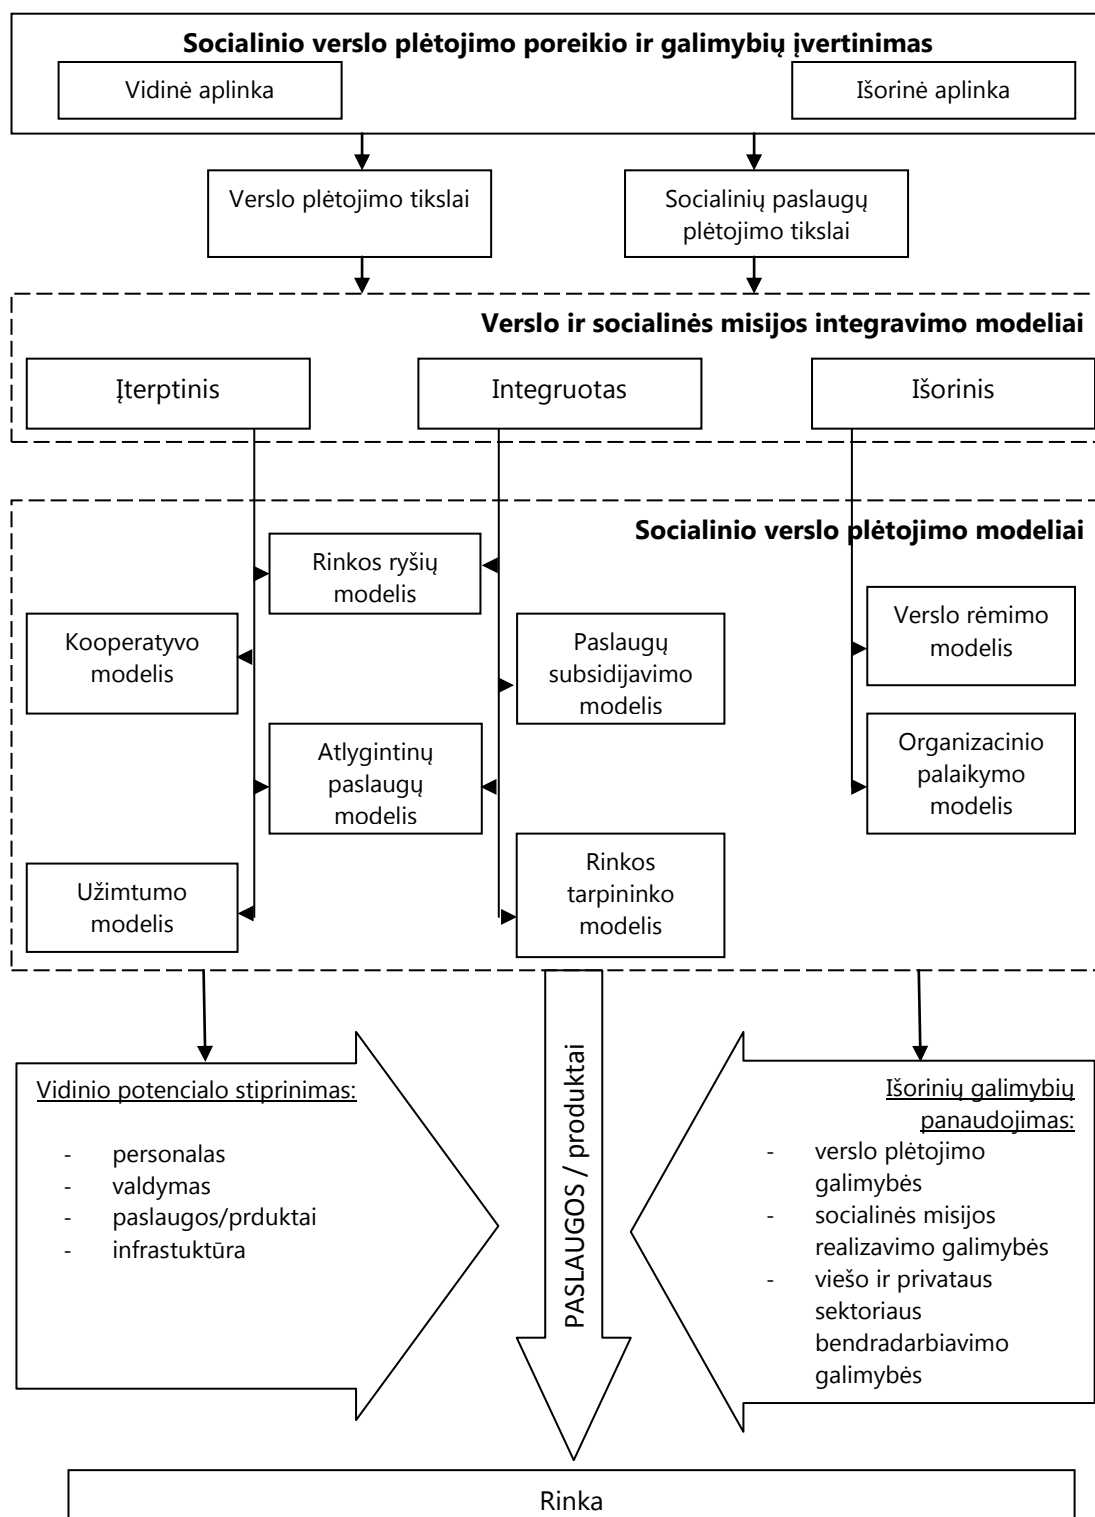 Socialinio verslo plėtojimo poreikio ir galimybių įvertinimas
Vidinė aplinka
Išorinė aplinka
Verslo plėtojimo tikslai
Socialinių paslaugų
plėtojimo tikslai
Verslo ir socialinės misijos integravimo modeliai
Įterptinis
Integruotas
Išorinis
Socialinio verslo plėtojimo modeliai
Rinkos ryšių
modelis
Kooperatyvo
modelis
Paslaugų
subsidijavimo
modelis
Verslo rėmimo
modelis
Atlygintinų
paslaugų
modelis
Organizacinio
palaikymo
modelis
Užimtumo
modelis
Rinkos
tarpininko
modelis
Vidinio potencialo stiprinimas:
- personalas
- valdymas
- paslaugos/prduktai
- infrastuktūra
PASLAUGOS / produktai
Išorinių galimybių
panaudojimas:
- verslo plėtojimo
galimybės
- socialinės misijos
realizavimo galimybės
- viešo ir privataus
sektoriaus
bendradarbiavimo
galimybės
Rinka